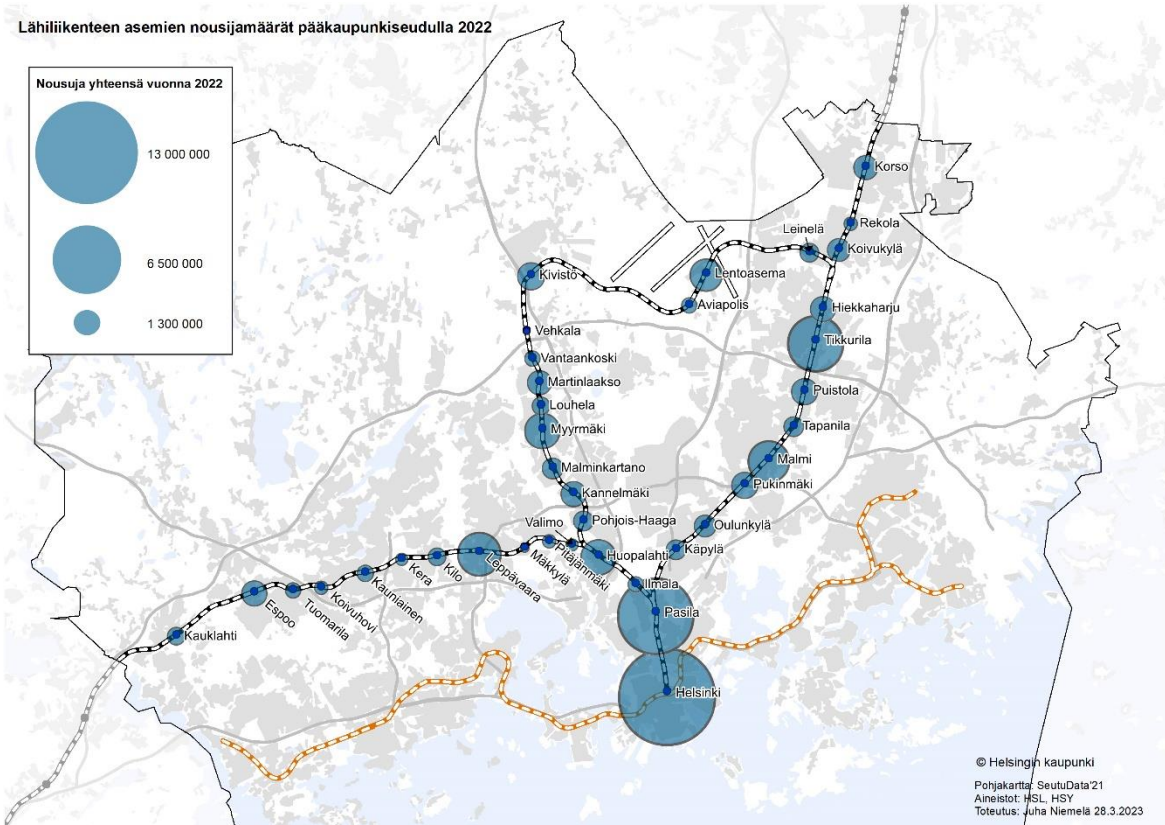 Lähiliikenteen asemien nousijamäärät pääkaupunkiseudulla 2022
Nousuja yhteensä vuonna 2022
13 000 000
6 500 000
1 300 000
Korso
Rekola
Leinelä
Koivukylä
Kivistö
Lentoasema
Aviapolis
Hiekkaharju
Vehkala
Tikkurila
Vantaankoski
Martinlaakso
Puistola
Louhela
Myyrmäki
Tapanila
Malmi
Malminkartano
Pukinmäki
Kannelmäki
Pohjois-Haaga
Valimo
Oulunkylä
Huopalahti
Käpylä
Pitäjänmäki
Mäkkylä
Leppävaara
Kilo
Kera
Kauniainen
Koivuhovi
Tuomarila
Espoo
Ilmala
Pasila
Kauklahti
Helsinki
© Helsingin kaupunki
Pohjakartta: SeutuData'21
Aineistot: HSL, HSY
Toteutus: Juha Niemelä 28.3.2023